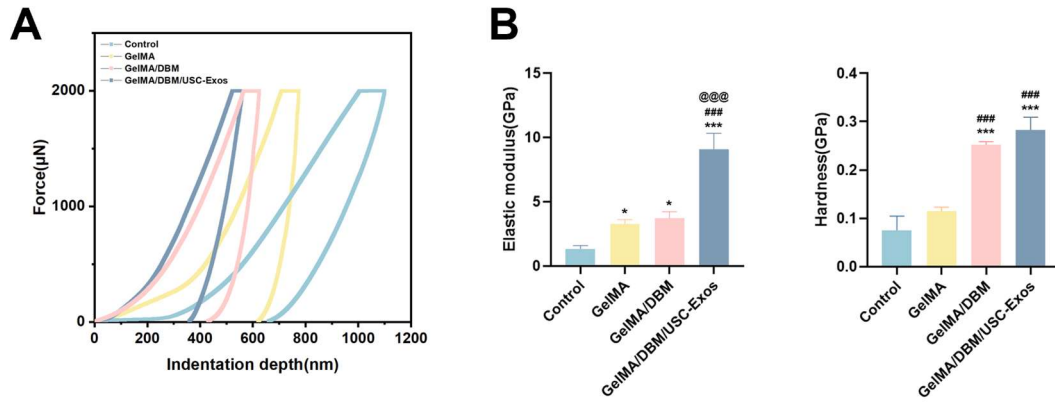 A
Control
GelMA
GelMA/DBM
GelMA/DBM/USC-Exos
2000
1000
0
Force(μN)
0 200 400 600 800 1000 1200
Indentation depth(nm)
B
Elastic modulus(GPa)
15
10
5
0
*
*
@@@
###
***
Control
GelMA
GelMA/DBM
GelMA/DBM/USC-Exos
Hardness(GPa)
0.4
0.3
0.2
0.1
0.0
###
***
###
***
Control
GelMA
GelMA/DBM
GelMA/DBM/USC-Exos